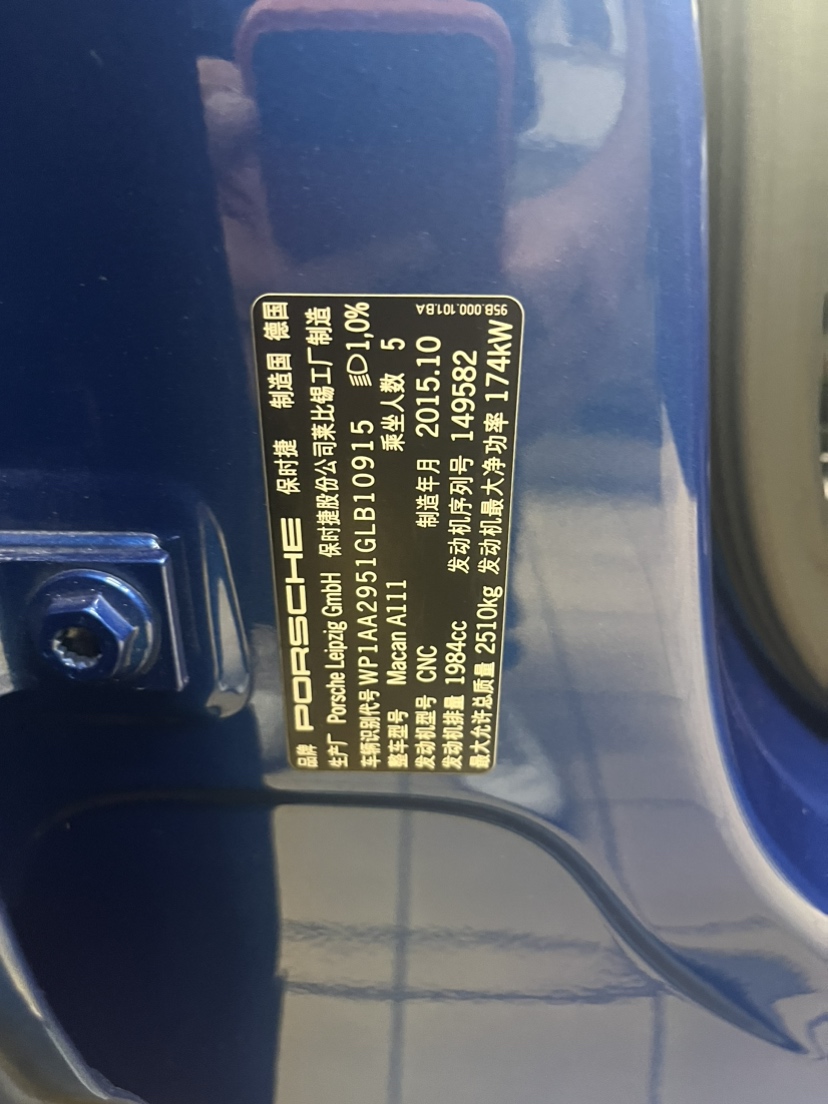 品牌 PORSCHE 保时捷 制造国 德国
生产厂 Porsche Leipzig GmbH 保时捷股份公司莱比锡工厂制造
车辆识别代号 WP1AA2951GLB10915 1,0%
整车型号 Macan A111 乘坐人数 5
发动机型号 CNC 制造年月 2015.10
发动机排量 1984cc 发动机序列号 149582
最大允许总质量 2510kg 发动机最大净功率 174kW
95B.000.101.BA